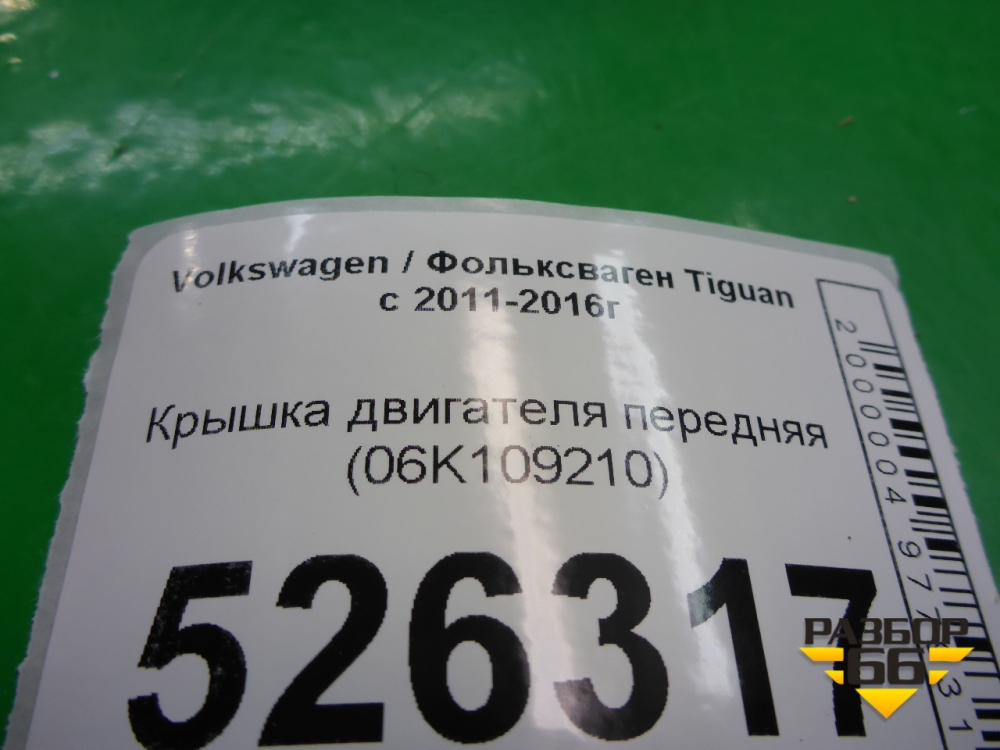 Volkswagen / Фольксваген Tiguan
с 2011-2016г
Крышка двигателя передняя
(06K109210)
526317
РАЗБОР
66